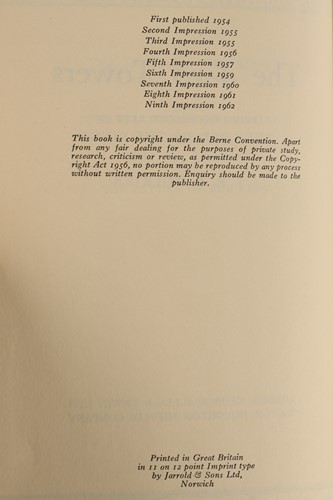 First published 1954
Second Impression 1955
Third Impression 1955
Fourth Impression 1956
Fifth Impression 1957
Sixth Impression 1959
Seventh Impression 1960
Eighth Impression 1961
Ninth Impression 1962
This book is copyright under the Berne Convention. Apart
from any fair dealing for the purposes of private study,
research, criticism or review, as permitted under the Copy-
right Act 1956, no portion may be reproduced by any process
without written permission. Enquiry should be made to the
publisher.
Printed in Great Britain
in 11 on 12 point Imprint type
by Jarrold & Sons Ltd,
Norwich